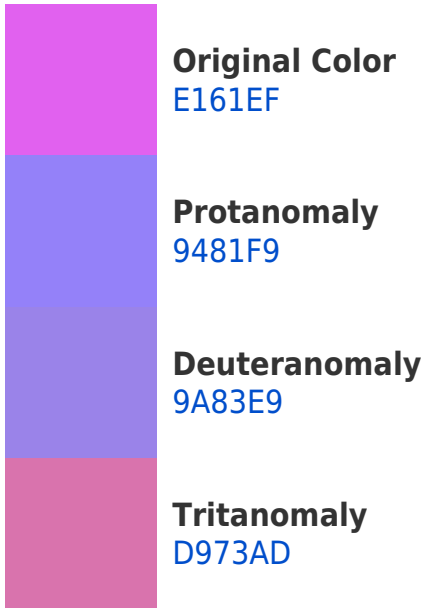 Original Color
E161EF
Protanomaly
9481F9
Deuteranomaly
9A83E9
Tritanomaly
D973AD